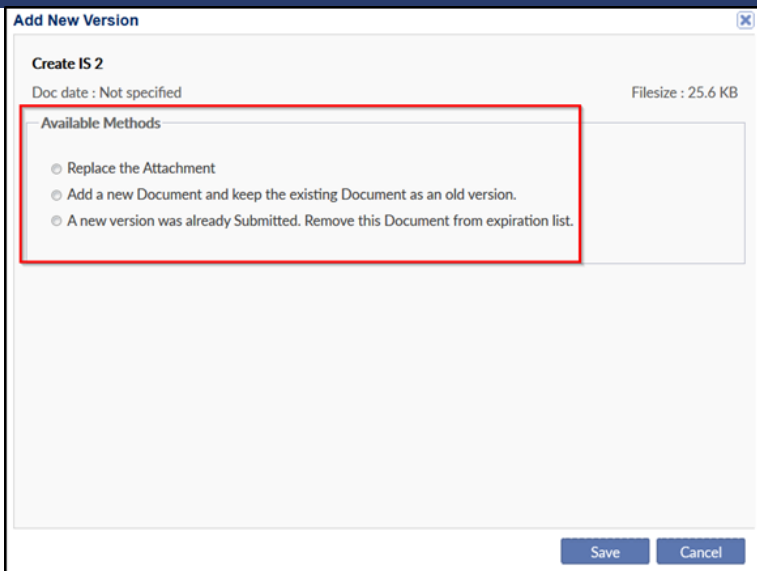 Add New Version
Create IS 2
Doc date : Not specified
Filesize : 25.6 KB
Available Methods
Replace the Attachment
Add a new Document and keep the existing Document as an old version.
A new version was already Submitted. Remove this Document from expiration list.
Save
Cancel